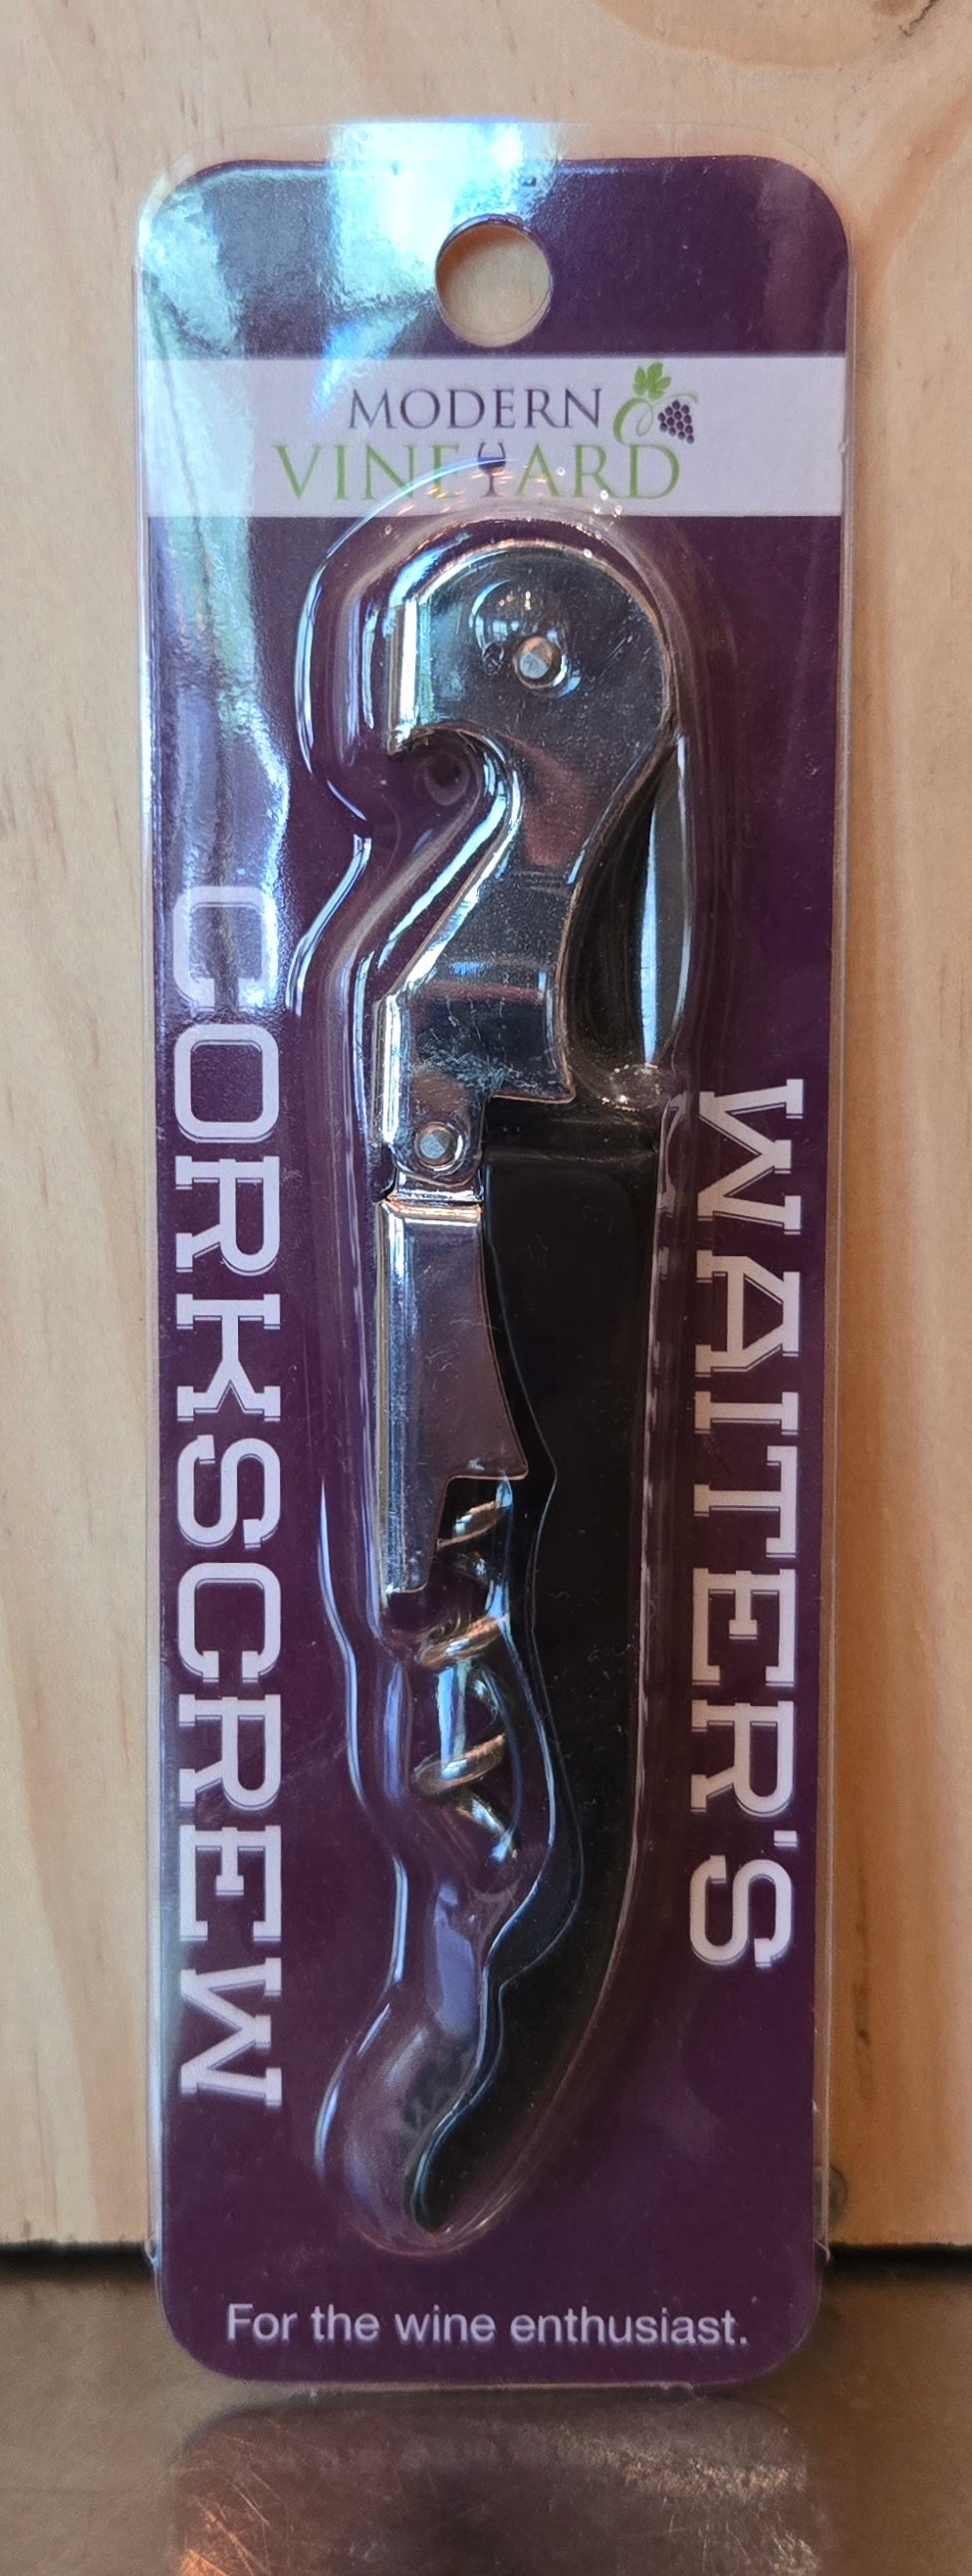 MODERN
VINEYARD
WAITER'S
CORKSCREW
For the wine enthusiast.